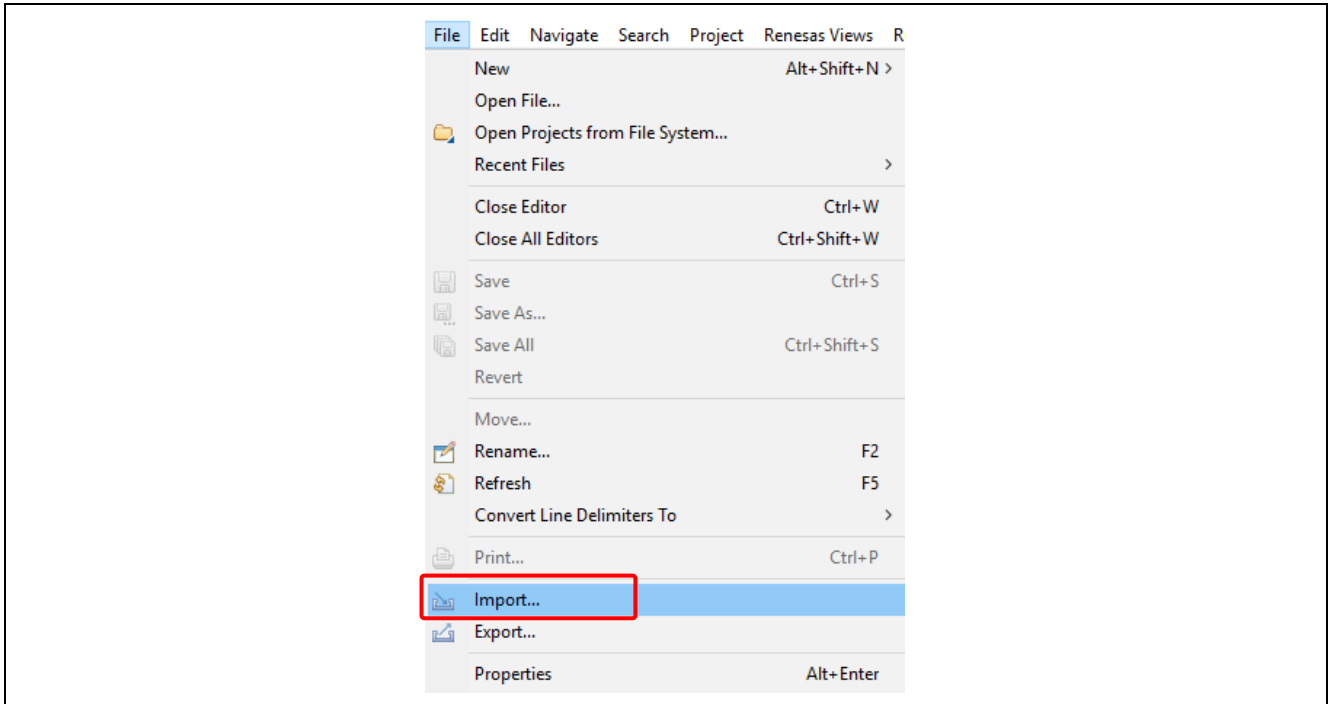 File Edit Navigate Search Project Renesas Views R
New Alt+Shift+N >
Open File...
Open Projects from File System...
Recent Files >
Close Editor Ctrl+W
Close All Editors Ctrl+Shift+W
Save Ctrl+S
Save As...
Save All Ctrl+Shift+S
Revert
Move...
Rename... F2
Refresh F5
Convert Line Delimiters To >
Print... Ctrl+P
Import...
Export...
Properties Alt+Enter